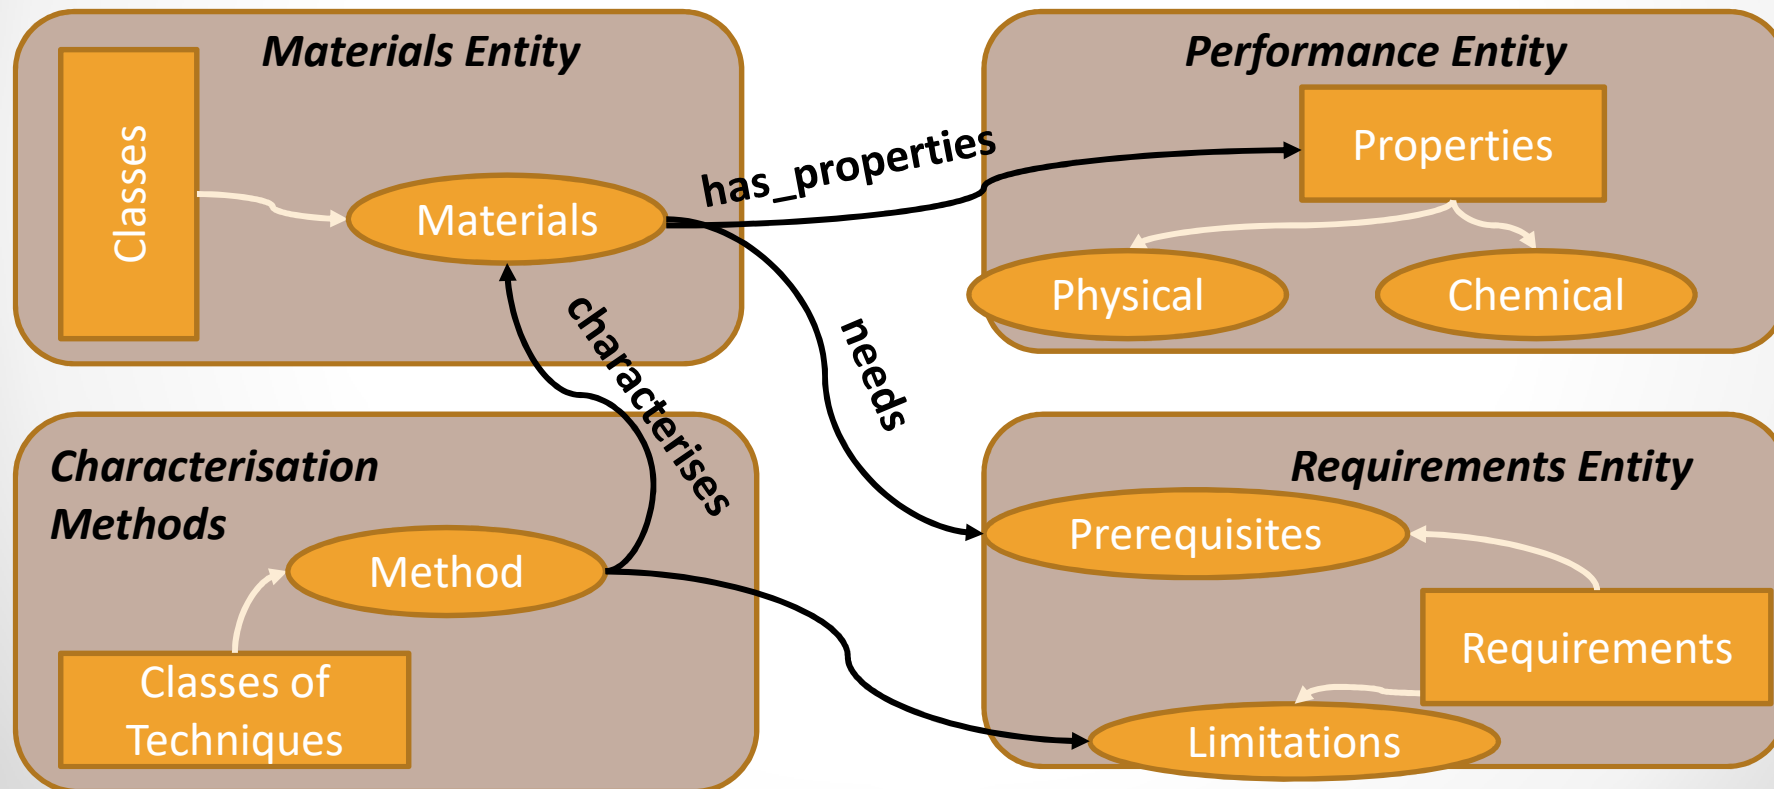 Materials Entity
Classes
Materials
has_properties
Performance Entity
Properties
Physical
Chemical
characterises
needs
Characterisation
Methods
Method
Classes of
Techniques
Requirements Entity
Prerequisites
Requirements
Limitations